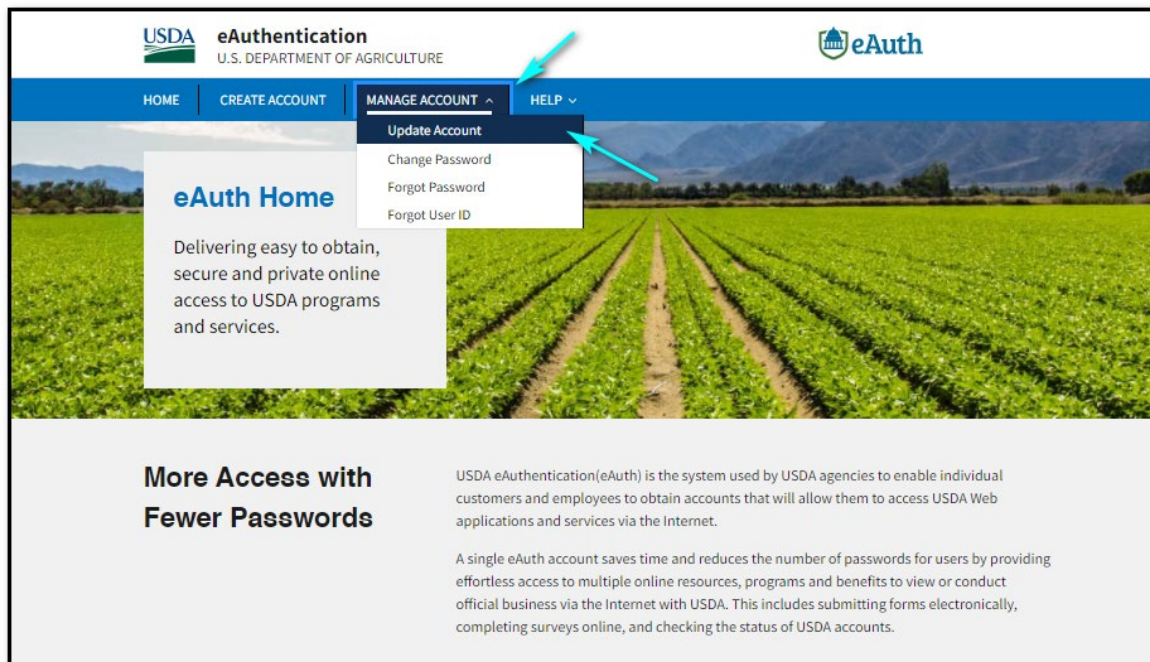 USDA
eAuthentication
U.S. DEPARTMENT OF AGRICULTURE
eAuth
HOME
CREATE ACCOUNT
MANAGE ACCOUNT
HELP
Update Account
Change Password
Forgot Password
Forgot User ID
eAuth Home
Delivering easy to obtain,
secure and private online
access to USDA programs
and services.
More Access with
Fewer Passwords
USDA eAuthentication(eAuth) is the system used by USDA agencies to enable individual
customers and employees to obtain accounts that will allow them to access USDA Web
applications and services via the Internet.
A single eAuth account saves time and reduces the number of passwords for users by providing
effortless access to multiple online resources, programs and benefits to view or conduct
official business via the Internet with USDA. This includes submitting forms electronically,
completing surveys online, and checking the status of USDA accounts.